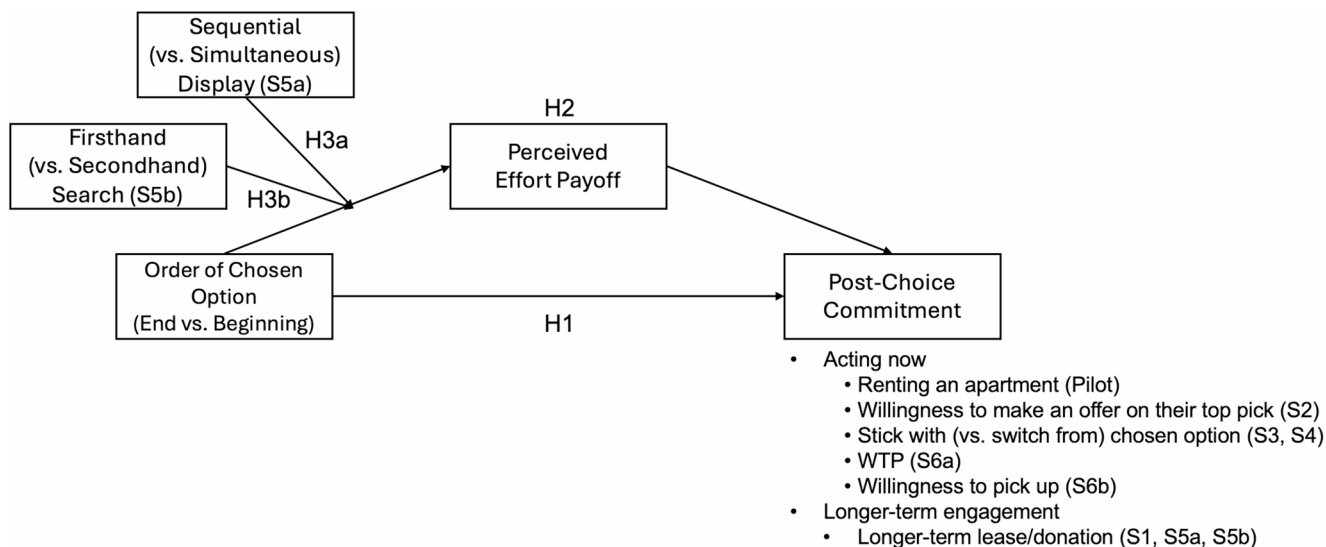 Sequential
(vs. Simultaneous)
Display (S5a)
H3a
Firsthand
(vs. Secondhand)
Search (S5b)
H3b
H2
Perceived
Effort Payoff
Order of Chosen
Option
(End vs. Beginning)
H1
Post-Choice
Commitment
• Acting now
• Renting an apartment (Pilot)
• Willingness to make an offer on their top pick (S2)
• Stick with (vs. switch from) chosen option (S3, S4)
• WTP (S6a)
• Willingness to pick up (S6b)
• Longer-term engagement
• Longer-term lease/donation (S1, S5a, S5b)